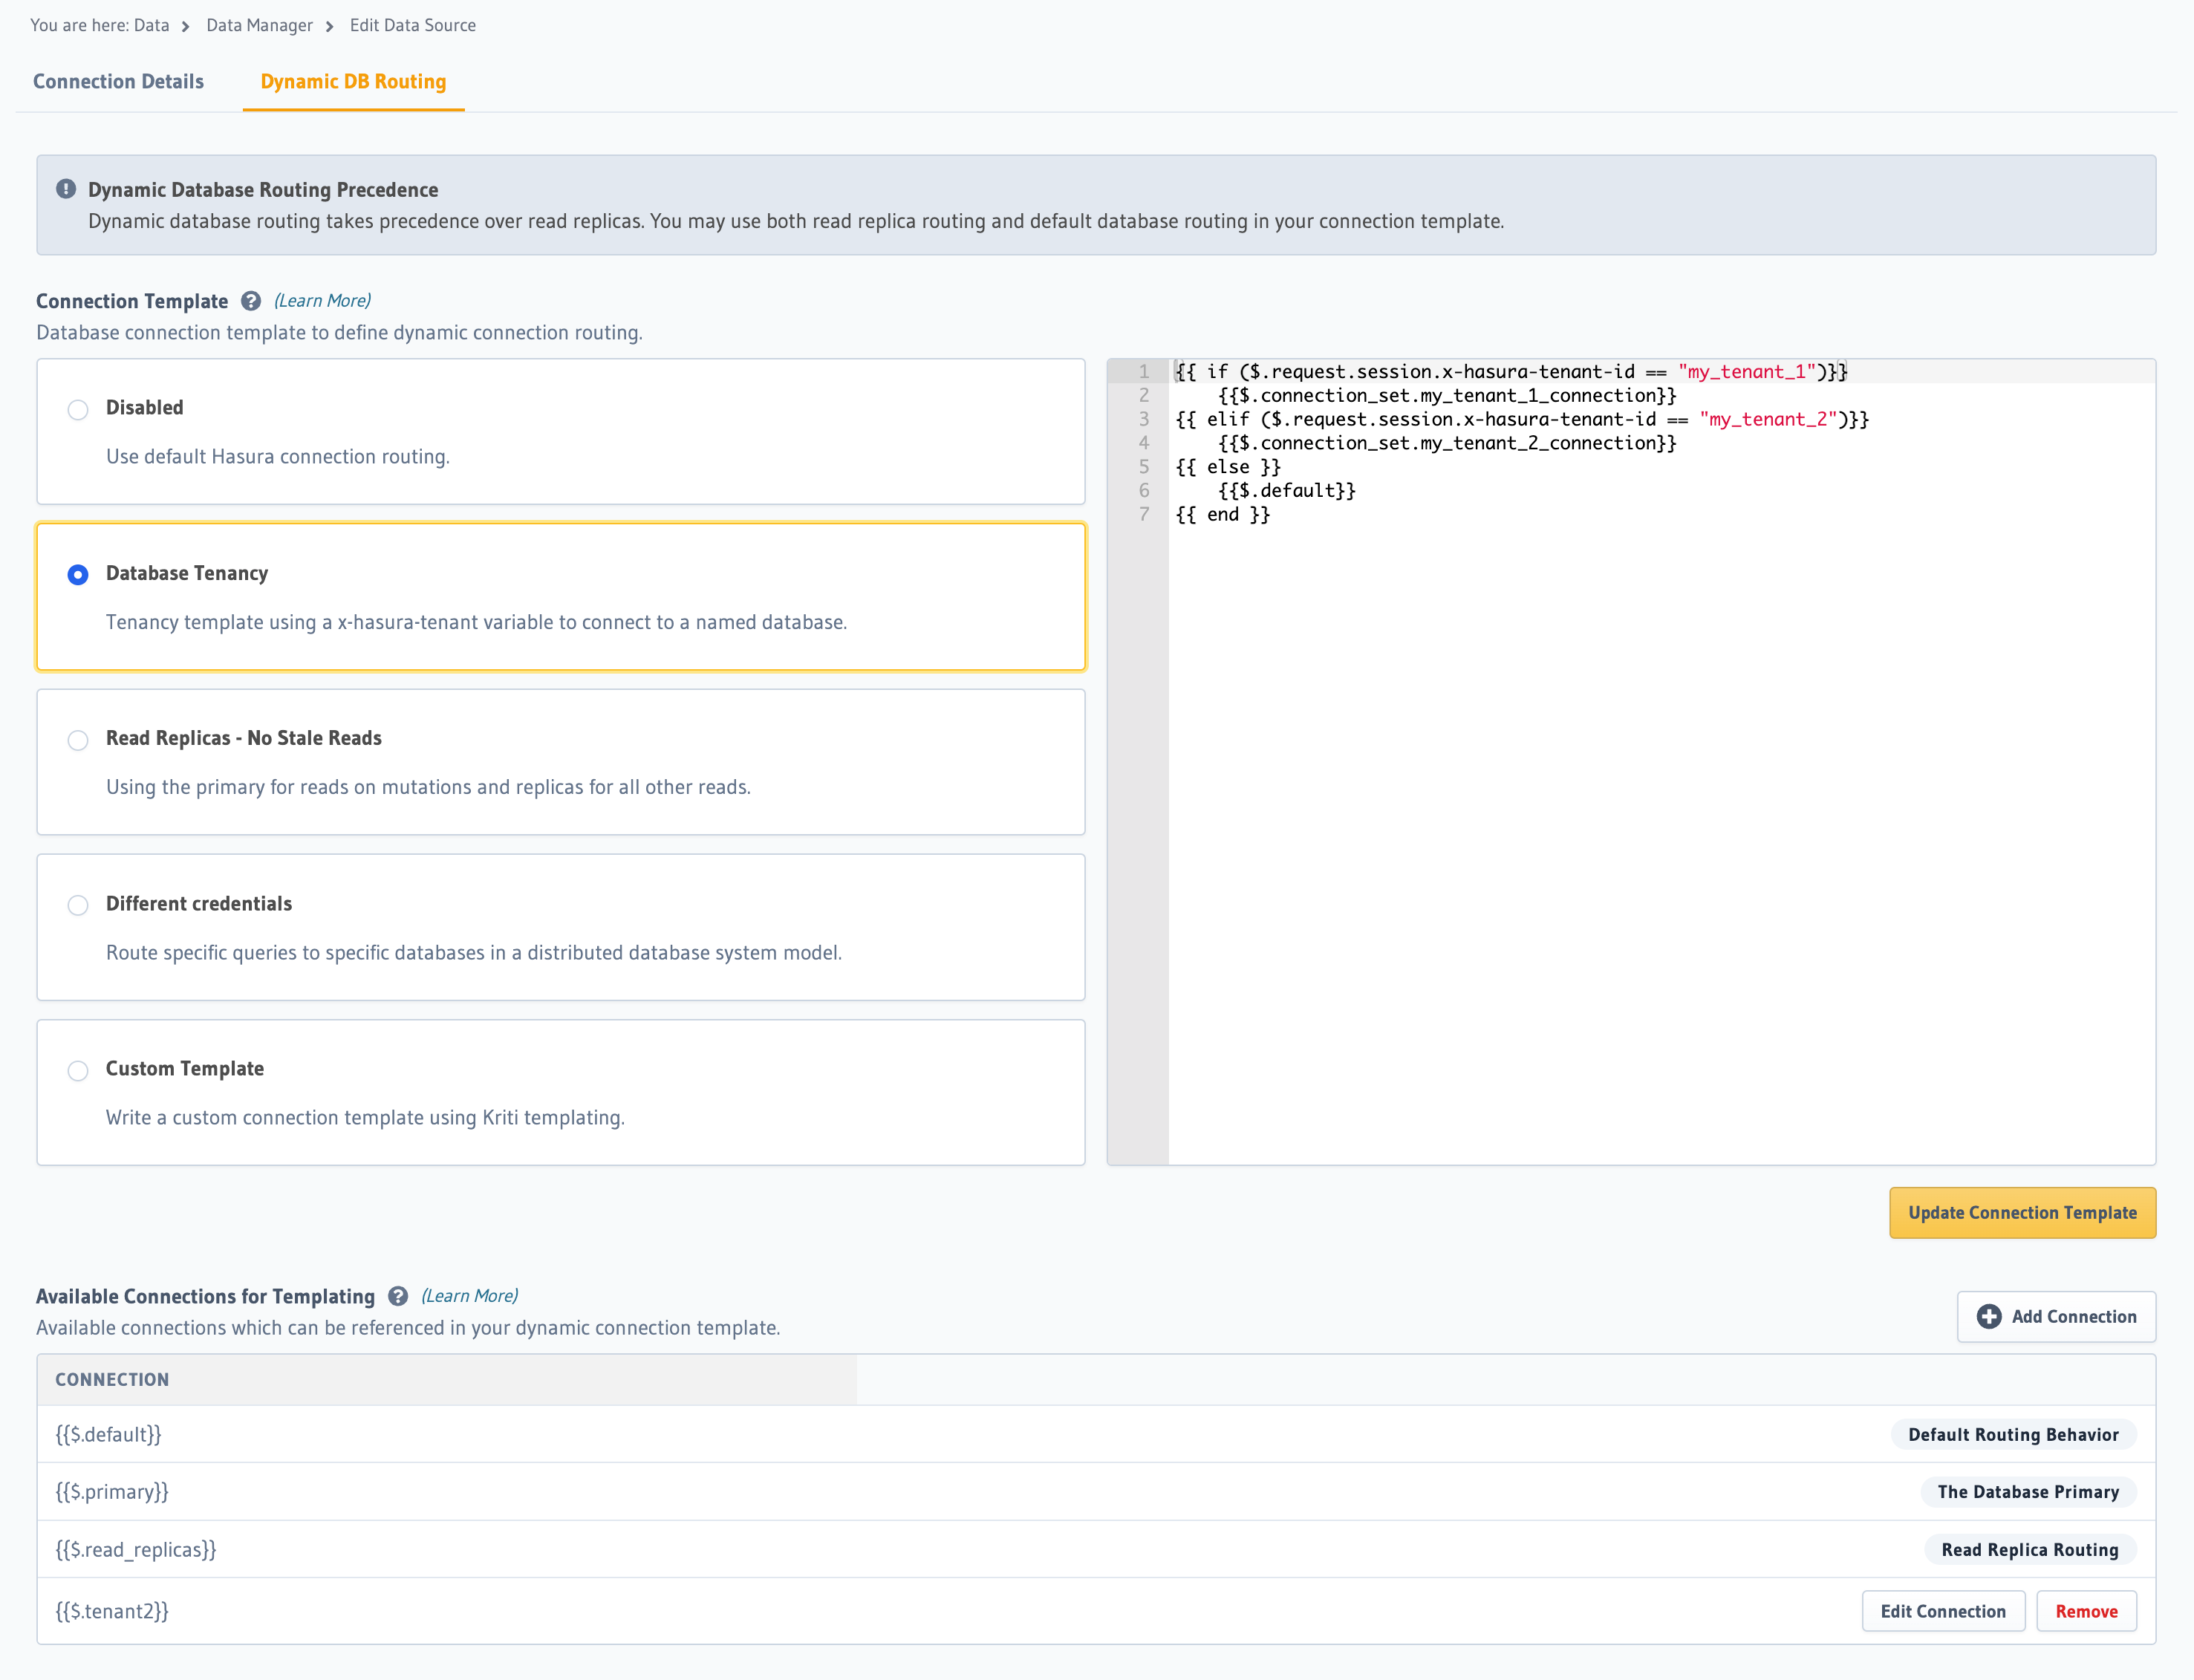 You are here: Data > Data Manager > Edit Data Source
Connection Details
Dynamic DB Routing
Dynamic Database Routing Precedence
Dynamic database routing takes precedence over read replicas. You may use both read replica routing and default database routing in your connection template.
Connection Template ? (Learn More)
Database connection template to define dynamic connection routing.
Disabled
Use default Hasura connection routing.
Database Tenancy
Tenancy template using a x-hasura-tenant variable to connect to a named database.
Read Replicas - No Stale Reads
Using the primary for reads on mutations and replicas for all other reads.
Different credentials
Route specific queries to specific databases in a distributed database system model.
Custom Template
Write a custom connection template using Kriti templating.
1 {{ if ($.request.session.x-hasura-tenant-id == "my_tenant_1")}}
2 {{$.connection_set.my_tenant_1_connection}}
3 {{ elif ($.request.session.x-hasura-tenant-id == "my_tenant_2")}}
4 {{$.connection_set.my_tenant_2_connection}}
5 {{ else }}
6 {{$.default}}
7 {{ end }}
Update Connection Template
Available Connections for Templating ? (Learn More)
Available connections which can be referenced in your dynamic connection template.
Add Connection
CONNECTION
{{$.default}} Default Routing Behavior
{{$.primary}} The Database Primary
{{$.read_replicas}} Read Replica Routing
{{$.tenant2}} Edit Connection Remove